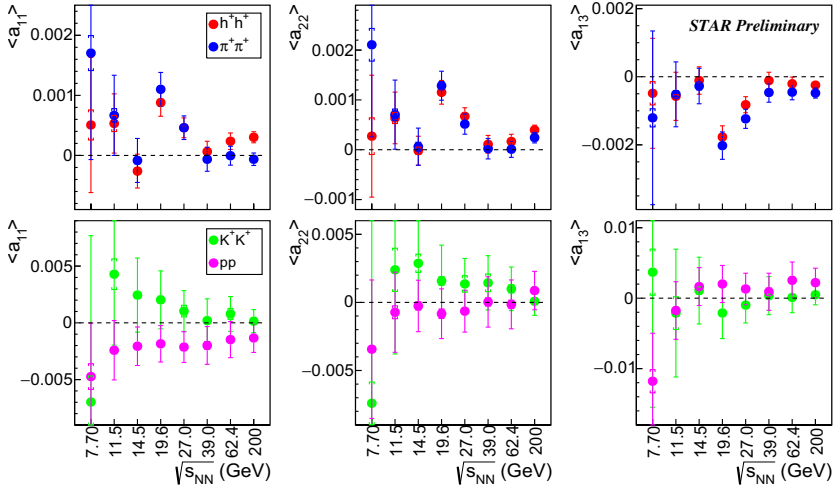 <a₁₁>
0.002
0.001
0
h⁺h⁺
π⁺π⁺
<a₂₂>
0.002
0.001
0
−0.001
<a₁₃>
STAR Preliminary
0
−0.002
<a₁₁>
0.005
0
−0.005
K⁺K⁺
pp
<a₂₂>
0.005
0
−0.005
<a₁₃>
0.01
0
−0.01
7.70 11.5 14.5 19.6 27.0 39.0 62.4 200
√sNN (GeV)
7.70 11.5 14.5 19.6 27.0 39.0 62.4 200
√sNN (GeV)
7.70 11.5 14.5 19.6 27.0 39.0 62.4 200
√sNN (GeV)